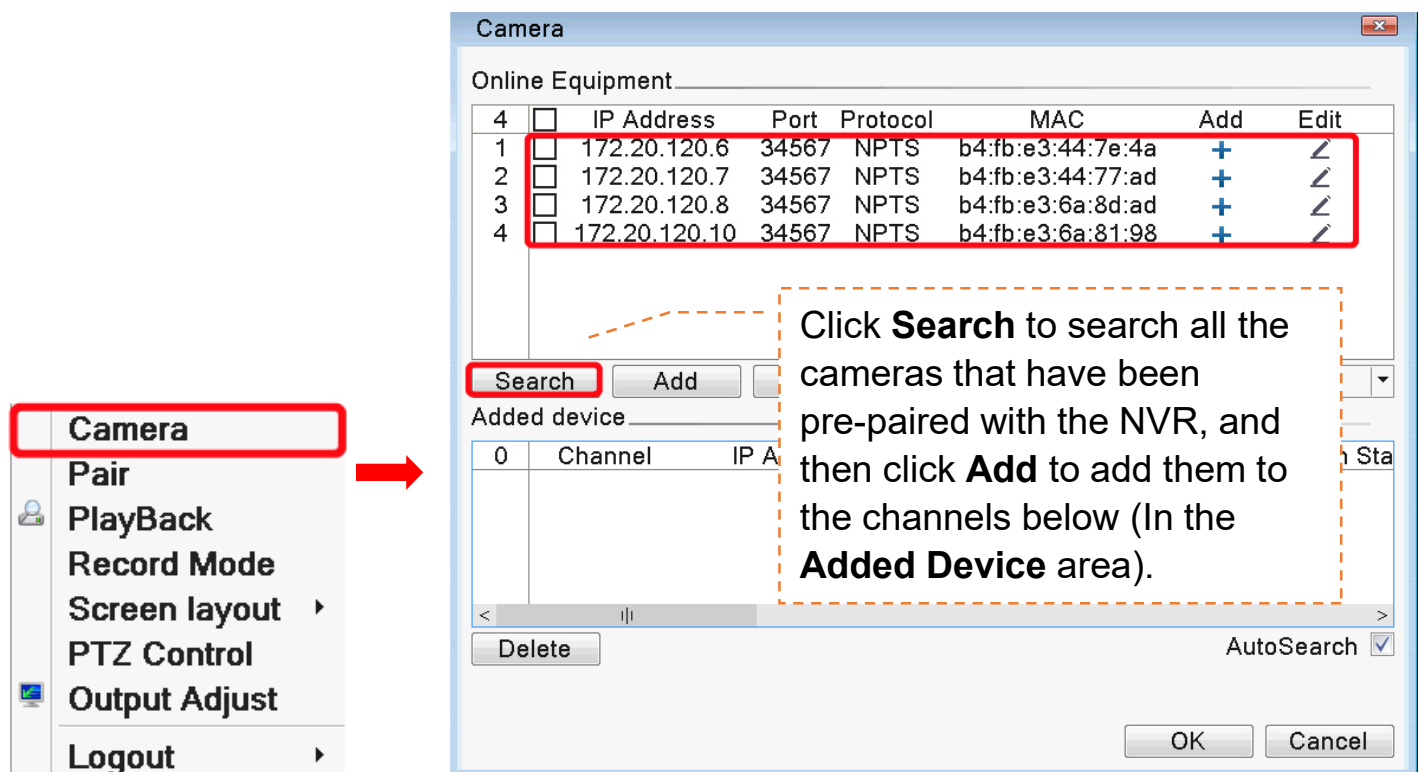 Camera
Pair
PlayBack
Record Mode
Screen layout
PTZ Control
Output Adjust
Logout
Camera
Online Equipment
4 IP Address Port Protocol MAC Add Edit
1 172.20.120.6 34567 NPTS b4:fb:e3:44:7e:4a
2 172.20.120.7 34567 NPTS b4:fb:e3:44:77:ad
3 172.20.120.8 34567 NPTS b4:fb:e3:6a:8d:ad
4 172.20.120.10 34567 NPTS b4:fb:e3:6a:81:98
Click Search to search all the
cameras that have been
pre-paired with the NVR, and
then click Add to add them to
the channels below (In the
Added Device area).
Search Add
Added device
0 Channel IP A
Sta
Delete AutoSearch
OK Cancel